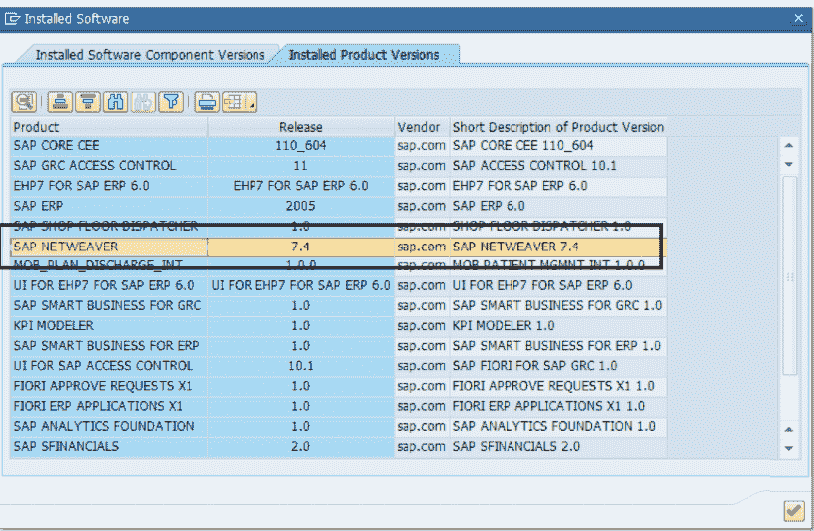 Installed Software
Installed Software Component Versions Installed Product Versions
Product Release Vendor Short Description of Product Version
SAP CORE CEE 110_604 sap.com SAP CORE CEE 110_604
SAP GRC ACCESS CONTROL 11 sap.com SAP ACCESS CONTROL 10.1
EHP7 FOR SAP ERP 6.0 EHP7 FOR SAP ERP 6.0 sap.com EHP7 FOR SAP ERP 6.0
SAP ERP 2005 sap.com SAP ERP 6.0
SAP SHOP FLOOR DISPATCHER 1.0 sap.com SHOP FLOOR DISPATCHER 1.0
SAP NETWEAVER 7.4 sap.com SAP NETWEAVER 7.4
MOB_PLAN_DISCHARGE_INT 1.0.0 sap.com MOB PATIENT MGMNT INT 1.0.0
UI FOR EHP7 FOR SAP ERP 6.0 UI FOR EHP7 FOR SAP ERP 6.0 sap.com UI FOR EHP7 FOR SAP ERP 6.0
SAP SMART BUSINESS FOR GRC 1.0 sap.com SAP SMART BUSINESS FOR GRC 1.0
KPI MODELER 1.0 sap.com KPI MODELER 1.0
SAP SMART BUSINESS FOR ERP 1.0 sap.com SAP SMART BUSINESS FOR ERP 1.0
UI FOR SAP ACCESS CONTROL 10.1 sap.com SAP FIORI FOR SAP GRC 1.0
FIORI APPROVE REQUESTS X1 1.0 sap.com FIORI APPROVE REQUESTS X1 1.0
FIORI ERP APPLICATIONS X1 1.0 sap.com FIORI ERP APPLICATIONS X1 1.0
SAP ANALYTICS FOUNDATION 1.0 sap.com SAP ANALYTICS FOUNDATION 1.0
SAP SFINANCIALS 2.0 sap.com SAP SFINANCIALS 2.0